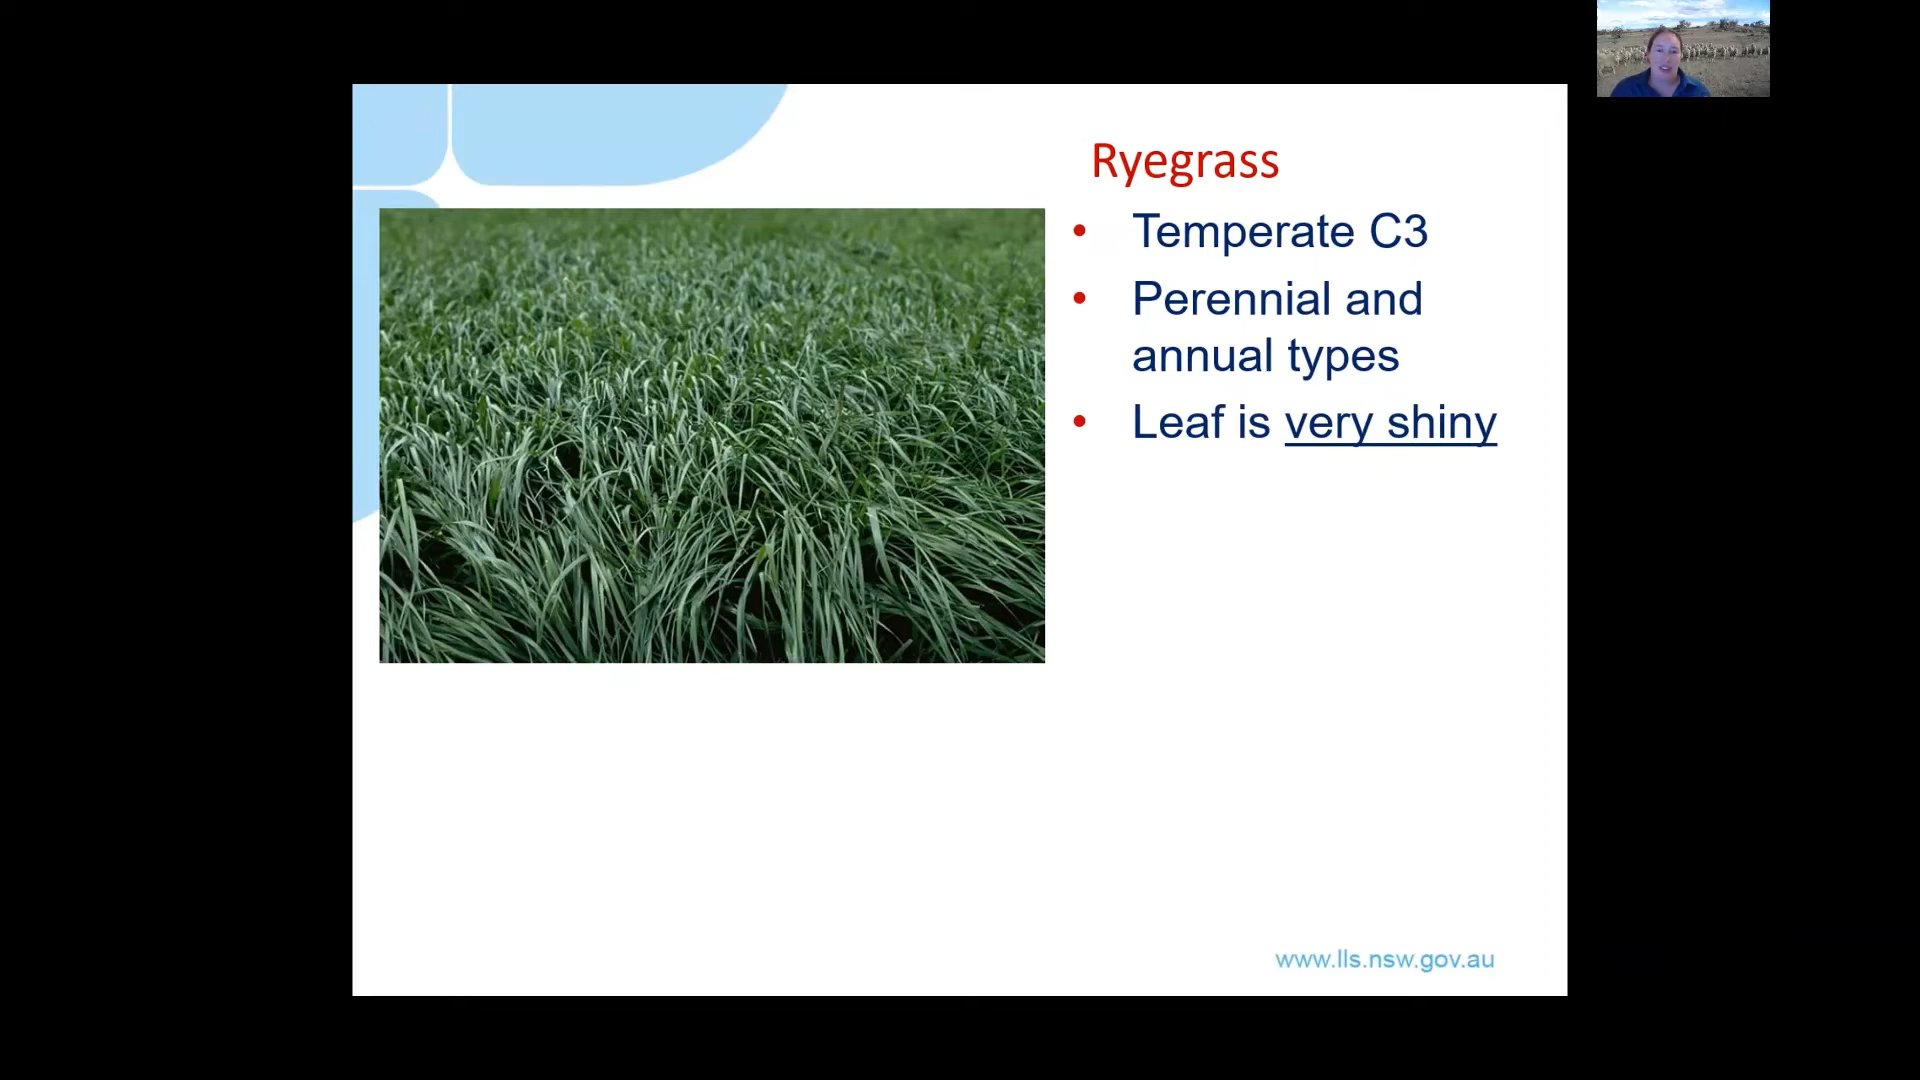 Ryegrass
• Temperate C3
• Perennial and
annual types
• Leaf is very shiny
www.lls.nsw.gov.au